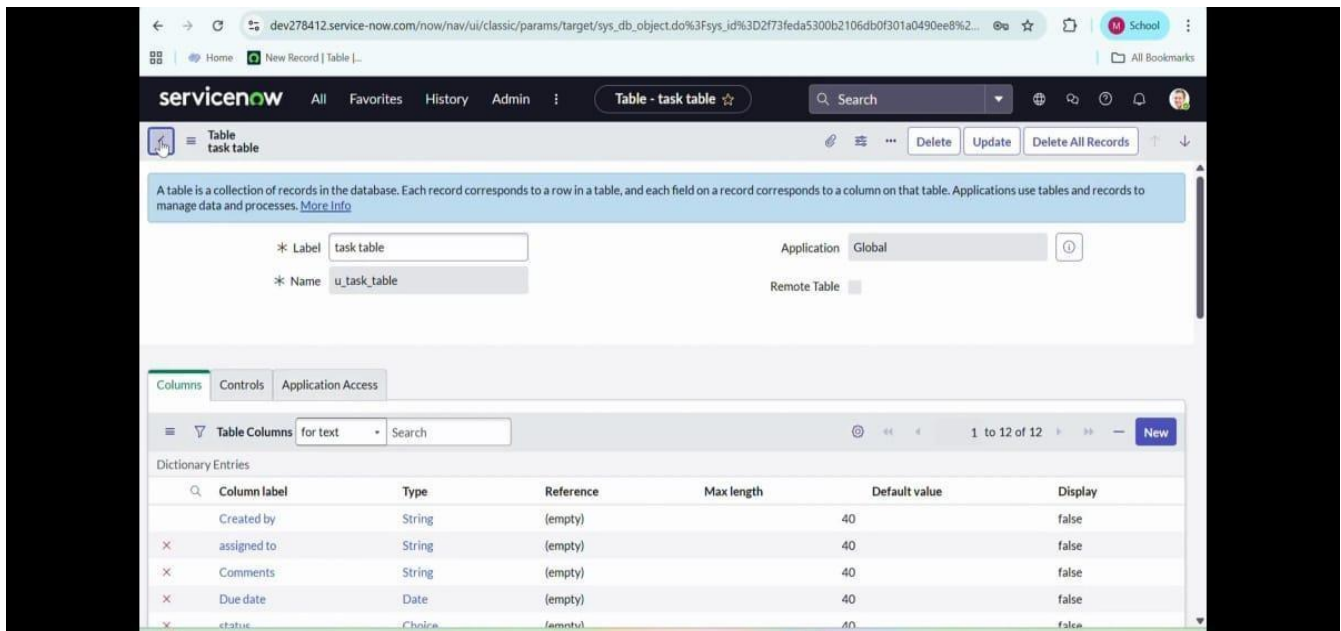 dev278412.service-now.com/now/nav/ui/classic/params/target/sys_db_object.do%3Fsys_id%3D2f73feda5300b2106db0f301a0490ee8%2... M School
Home New Record | Table |... All Bookmarks
servicenow All Favorites History Admin Table - task table Search
Table
task table
Delete Update Delete All Records
A table is a collection of records in the database. Each record corresponds to a row in a table, and each field on a record corresponds to a column on that table. Applications use tables and records to
manage data and processes. More Info
* Label task table Application Global
* Name u_task_table Remote Table
Columns Controls Application Access
Table Columns for text Search 1 to 12 of 12 New
Dictionary Entries
Column label Type Reference Max length Default value Display
Created by String (empty) 40 false
assigned to String (empty) 40 false
Comments String (empty) 40 false
Due date Date (empty) 40 false
status Choice (empty) 40 false